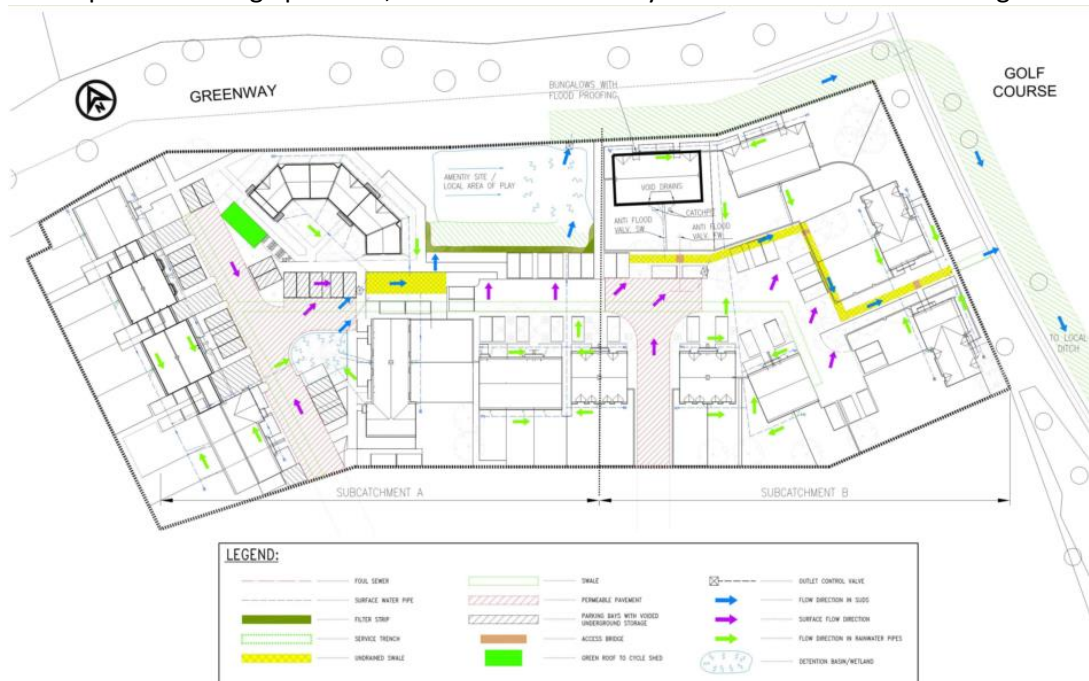 GREENWAY
GOLF
COURSE
BUNGALOWS WITH
FLOOD PROOFING
AMENTIY SITE /
LOCAL AREA OF PLAY
VOID DRAINS
CATCHPIT
ANTI FLOOD
VALV. SW
ANTI FLOOD
VALV. FW
TO LOCAL
DITCH
SUBCATCHMENT A
SUBCATCHMENT B
LEGEND:
FOUL SEWER
SURFACE WATER PIPE
FILTER STRIP
SERVICE TRENCH
UNDRAINED SWALE
SWALE
PERMEABLE PAVEMENT
PARKING BAYS WITH VOIDED
UNDERGROUND STORAGE
ACCESS BRIDGE
GREEN ROOF TO CYCLE SHED
OUTLET CONTROL VALVE
FLOW DIRECTION IN SUDS
SURFACE FLOW DIRECTION
FLOW DIRECTION IN RAINWATER PIPES
DETENTION BASIN/WETLAND